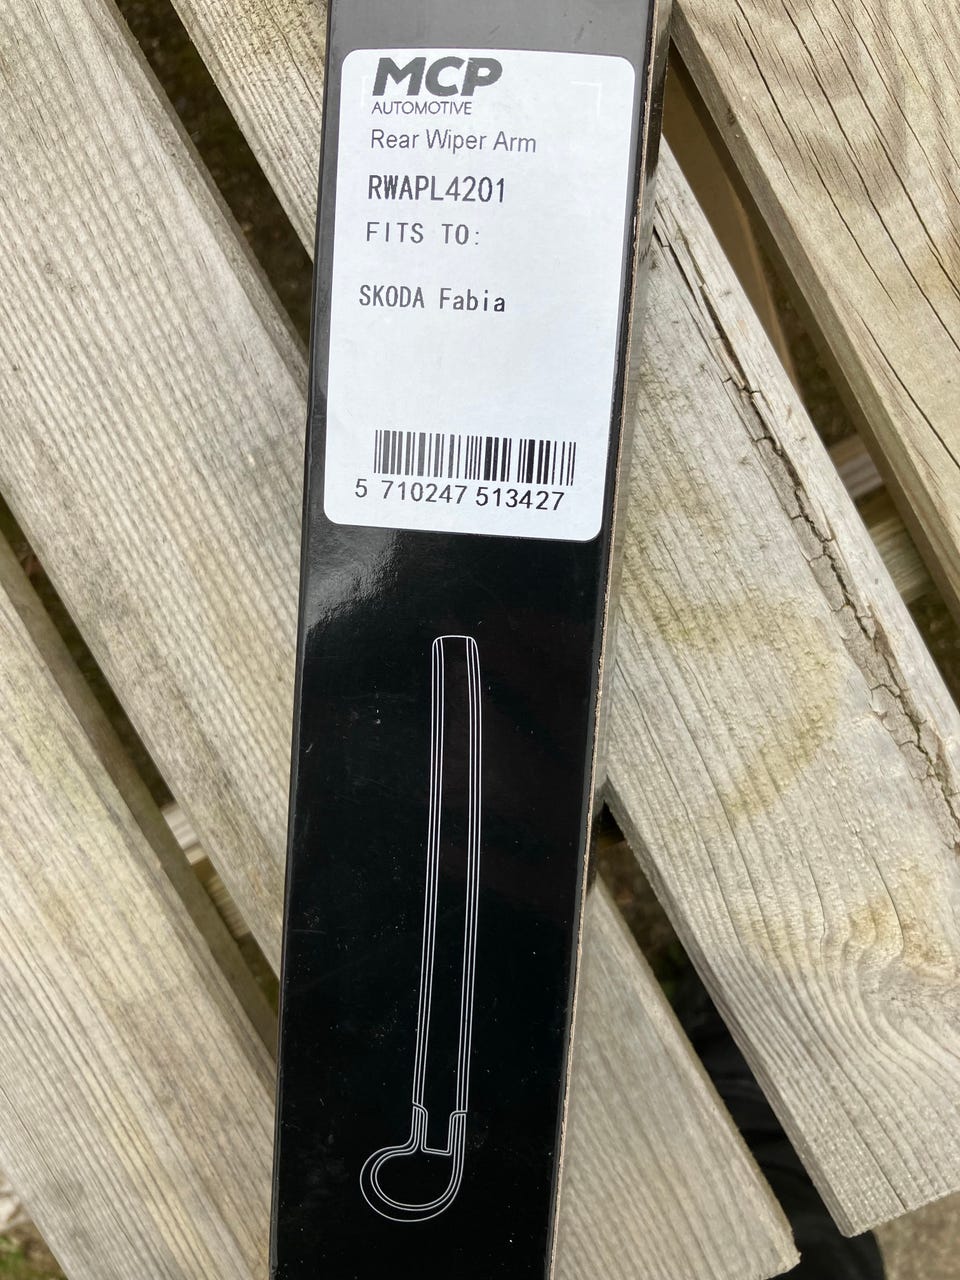 MCP
AUTOMOTIVE
Rear Wiper Arm
RWAPL4201
FITS TO:
SKODA Fabia
5 710247 513427